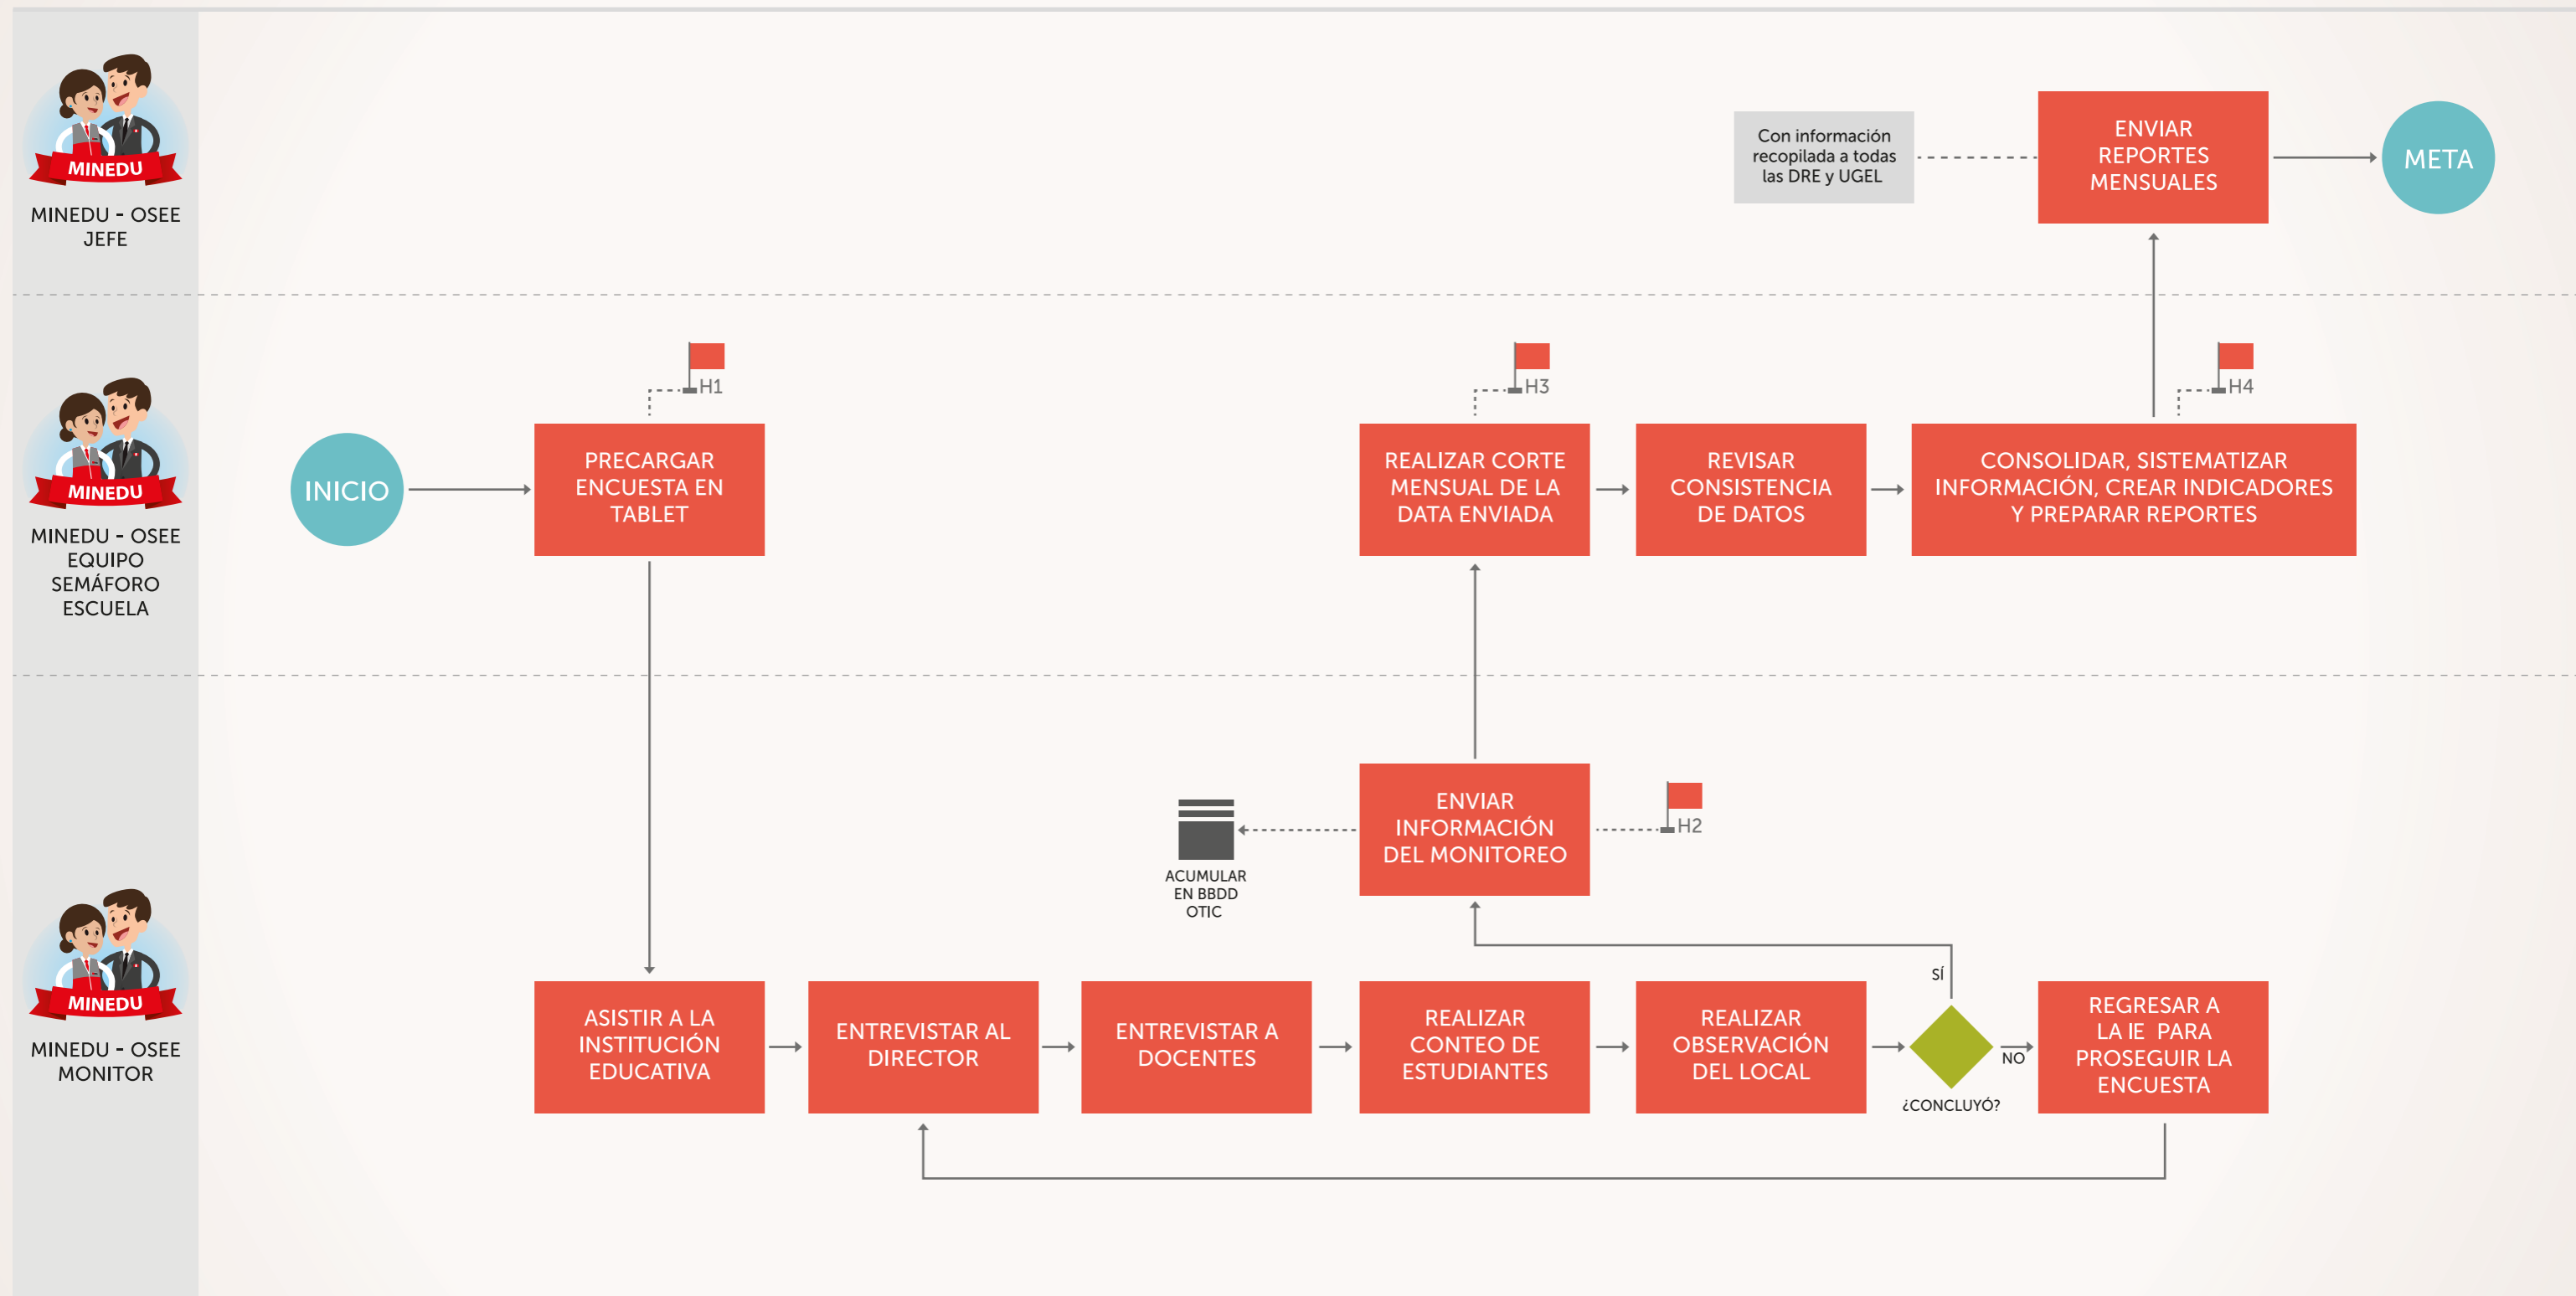 MINEDU
MINEDU - OSEE
JEFE
Con información
recopilada a todas
las DRE y UGEL
ENVIAR
REPORTES
MENSUALES
META
MINEDU
MINEDU - OSEE
EQUIPO
SEMÁFORO
ESCUELA
INICIO
H1
PRECARGAR
ENCUESTA EN
TABLET
H3
REALIZAR CORTE
MENSUAL DE LA
DATA ENVIADA
REVISAR
CONSISTENCIA
DE DATOS
H4
CONSOLIDAR, SISTEMATIZAR
INFORMACIÓN, CREAR INDICADORES
Y PREPARAR REPORTES
MINEDU
MINEDU - OSEE
MONITOR
ACUMULAR
EN BBDD
OTIC
ENVIAR
INFORMACIÓN
DEL MONITOREO
H2
ASISTIR A LA
INSTITUCIÓN
EDUCATIVA
ENTREVISTAR AL
DIRECTOR
ENTREVISTAR A
DOCENTES
REALIZAR
CONTEO DE
ESTUDIANTES
REALIZAR
OBSERVACIÓN
DEL LOCAL
SÍ
NO
¿CONCLUYÓ?
REGRESAR A
LA IE PARA
PROSEGUIR LA
ENCUESTA